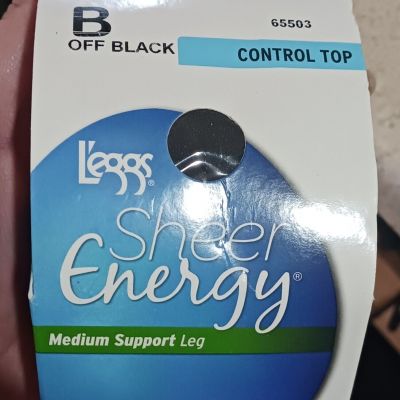 B
65503
OFF BLACK
CONTROL TOP
L'eggs®
Sheer
Energy®
Medium Support Leg